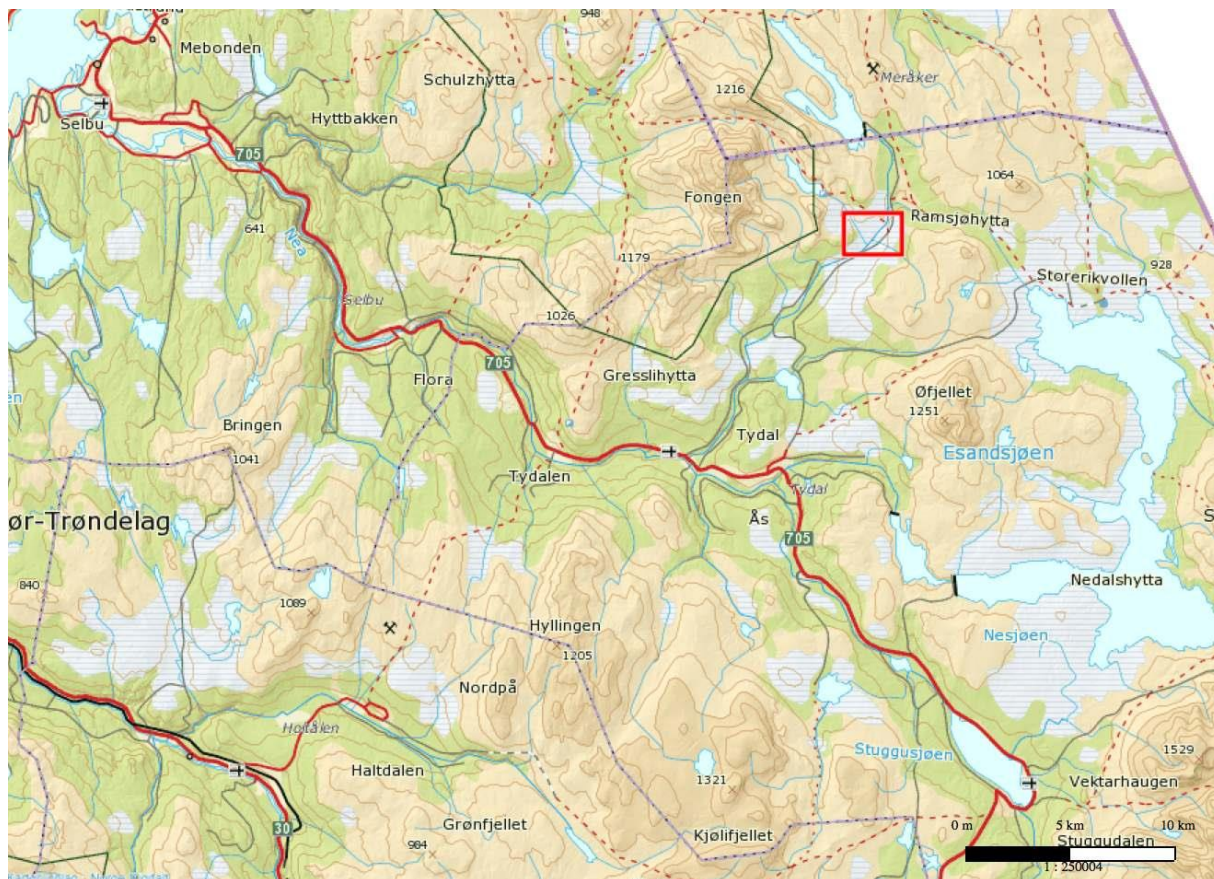 948
Mebonden
Schulzhytta
Meråker
1216
Hyttbakken
Selbu
705
1064
Fongen
Ramsjøhytta
641
Nea
1179
928
Storerikvollen
Selbu
1026
705
Flora
Gresslihytta
Øfjellet
1251
Bringen
Tydal
Esandsjøen
1041
Tydalen
Tydal
ør-Trøndelag
Ås
S
705
840
Nedalshytta
1089
Hyllingen
Nesjøen
1205
Nordpå
Holtålen
Stuggusjøen
1529
Haltdalen
1321
Vektarhaugen
30
Grønfjellet
Kjølifjellet
984
0 m 5 km 10 km
Stuggudalen
1 : 250004